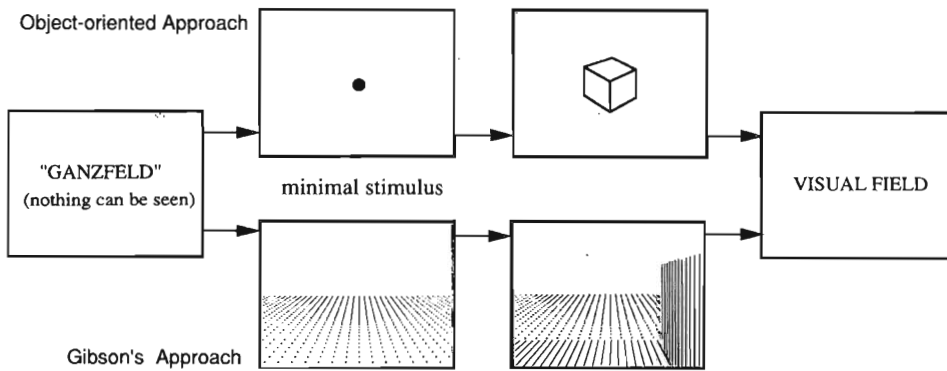 Object-oriented Approach
"GANZFELD"
(nothing can be seen)
minimal stimulus
VISUAL FIELD
Gibson's Approach